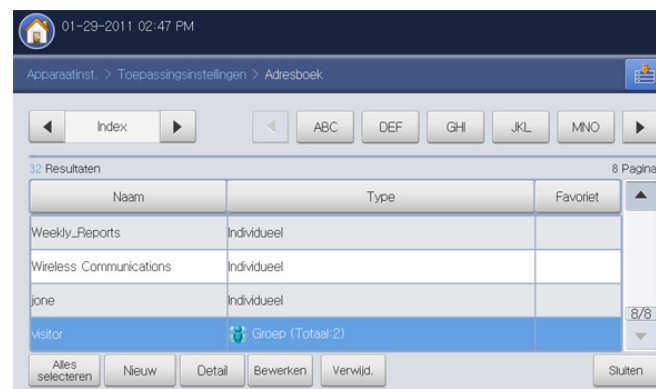 01-29-2011 02:47 PM
Apparaatinst. > Toepassingsinstellingen > Adresboek
Index ABC DEF GHI JKL MNO
32 Resultaten 8 Pagina
Naam Type Favoriet
Weekly_Reports Individueel
Wireless Communications Individueel
jone Individueel
8/8
visitor Groep (Totaal:2)
Alles selecteren Nieuw Detail Bewerken Verwijd. Sluiten